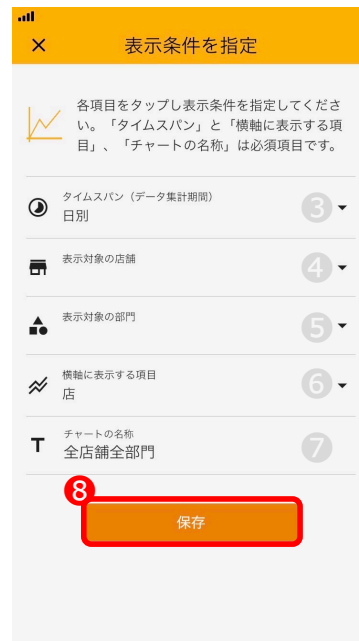 × 表示条件を指定
各項目をタップし表示条件を指定してくださ
い。「タイムスパン」と「横軸に表示する項
目」、「チャートの名称」は必須項目です。
タイムスパン（データ集計期間）
日別
3
表示対象の店舗
4
表示対象の部門
5
横軸に表示する項目
店
6
T
チャートの名称
全店舗全部門
7
8
保存